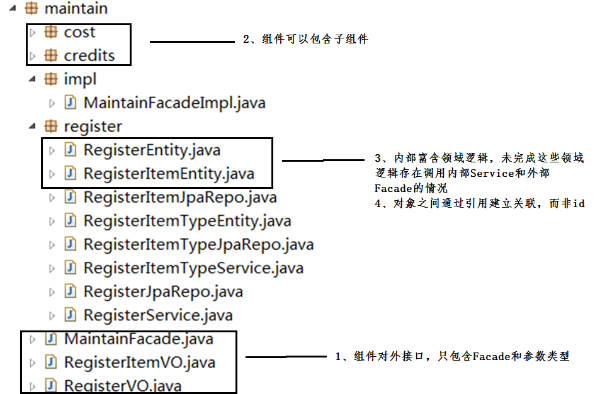 maintain
cost
credits
2、组件可以包含子组件
impl
MaintainFacadeImpl.java
register
RegisterEntity.java
RegisterItemEntity.java
3、内部富含领域逻辑，未完成这些领域
逻辑存在调用内部Service和外部
Facade的情况
4、对象之间通过引用建立关联，而非id
RegisterItemJpaRepo.java
RegisterItemTypeEntity.java
RegisterItemTypeJpaRepo.java
RegisterItemTypeService.java
RegisterJpaRepo.java
RegisterService.java
MaintainFacade.java
RegisterItemVO.java
RegisterVO.java
1、组件对外接口，只包含Facade和参数类型